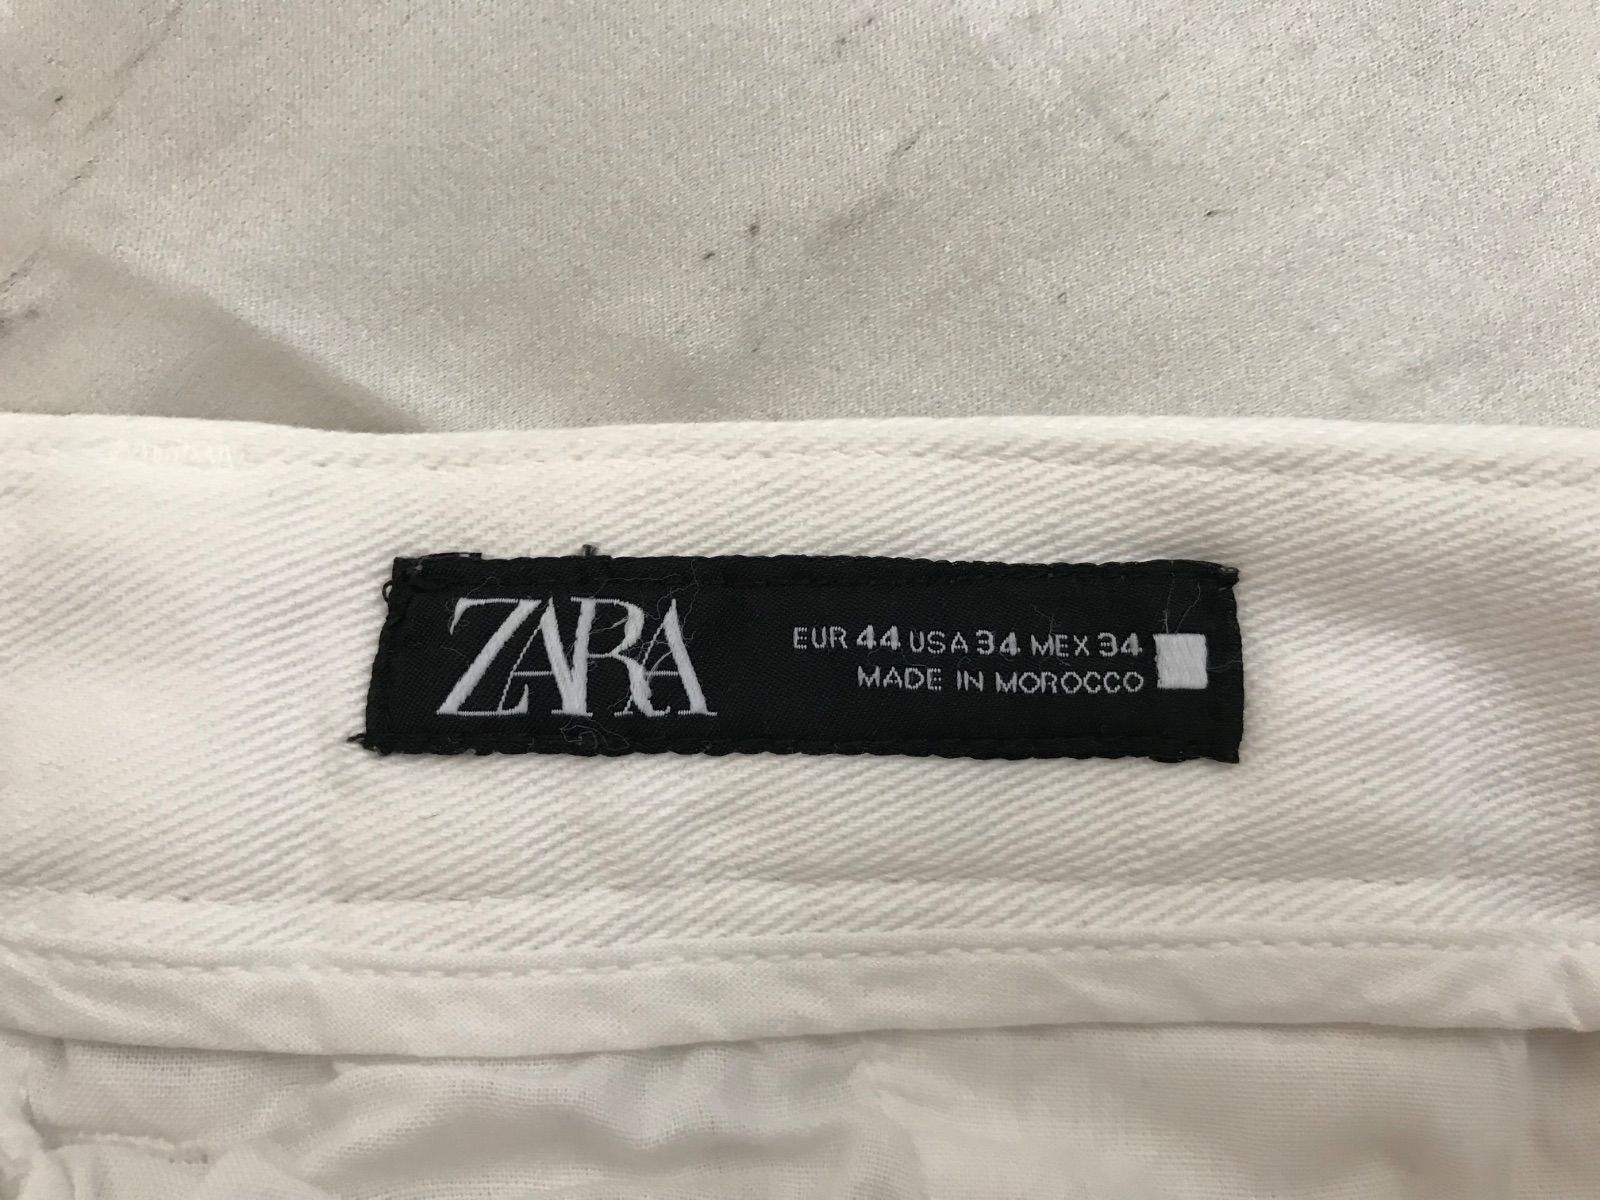 ZARA
EUR 44 USA 34 MEX 34
MADE IN MOROCCO